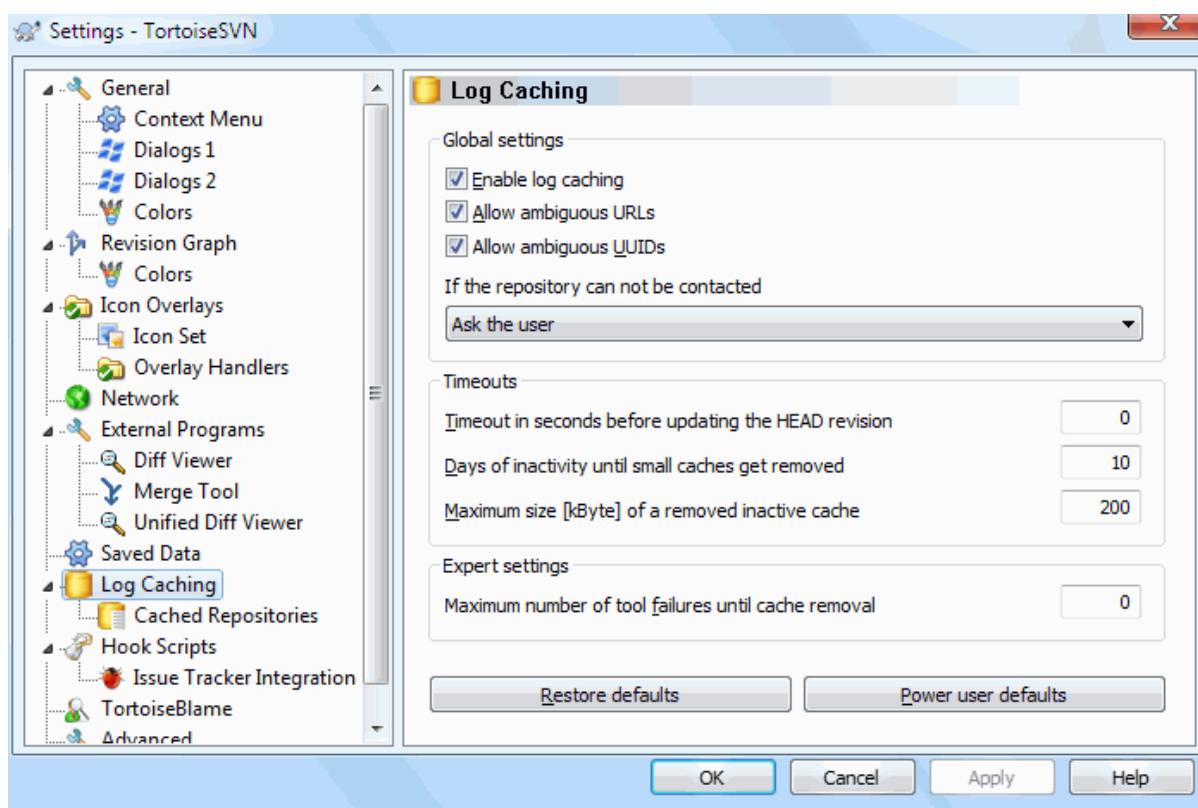 Settings - TortoiseSVN
General
Context Menu
Dialogs 1
Dialogs 2
Colors
Revision Graph
Colors
Icon Overlays
Icon Set
Overlay Handlers
Network
External Programs
Diff Viewer
Merge Tool
Unified Diff Viewer
Saved Data
Log Caching
Cached Repositories
Hook Scripts
Issue Tracker Integration
TortoiseBlame
Advanced
Log Caching
Global settings
Enable log caching
Allow ambiguous URLs
Allow ambiguous UUIDs
If the repository can not be contacted
Ask the user
Timeouts
Timeout in seconds before updating the HEAD revision 0
Days of inactivity until small caches get removed 10
Maximum size [kByte] of a removed inactive cache 200
Expert settings
Maximum number of tool failures until cache removal 0
Restore defaults Power user defaults
OK Cancel Apply Help